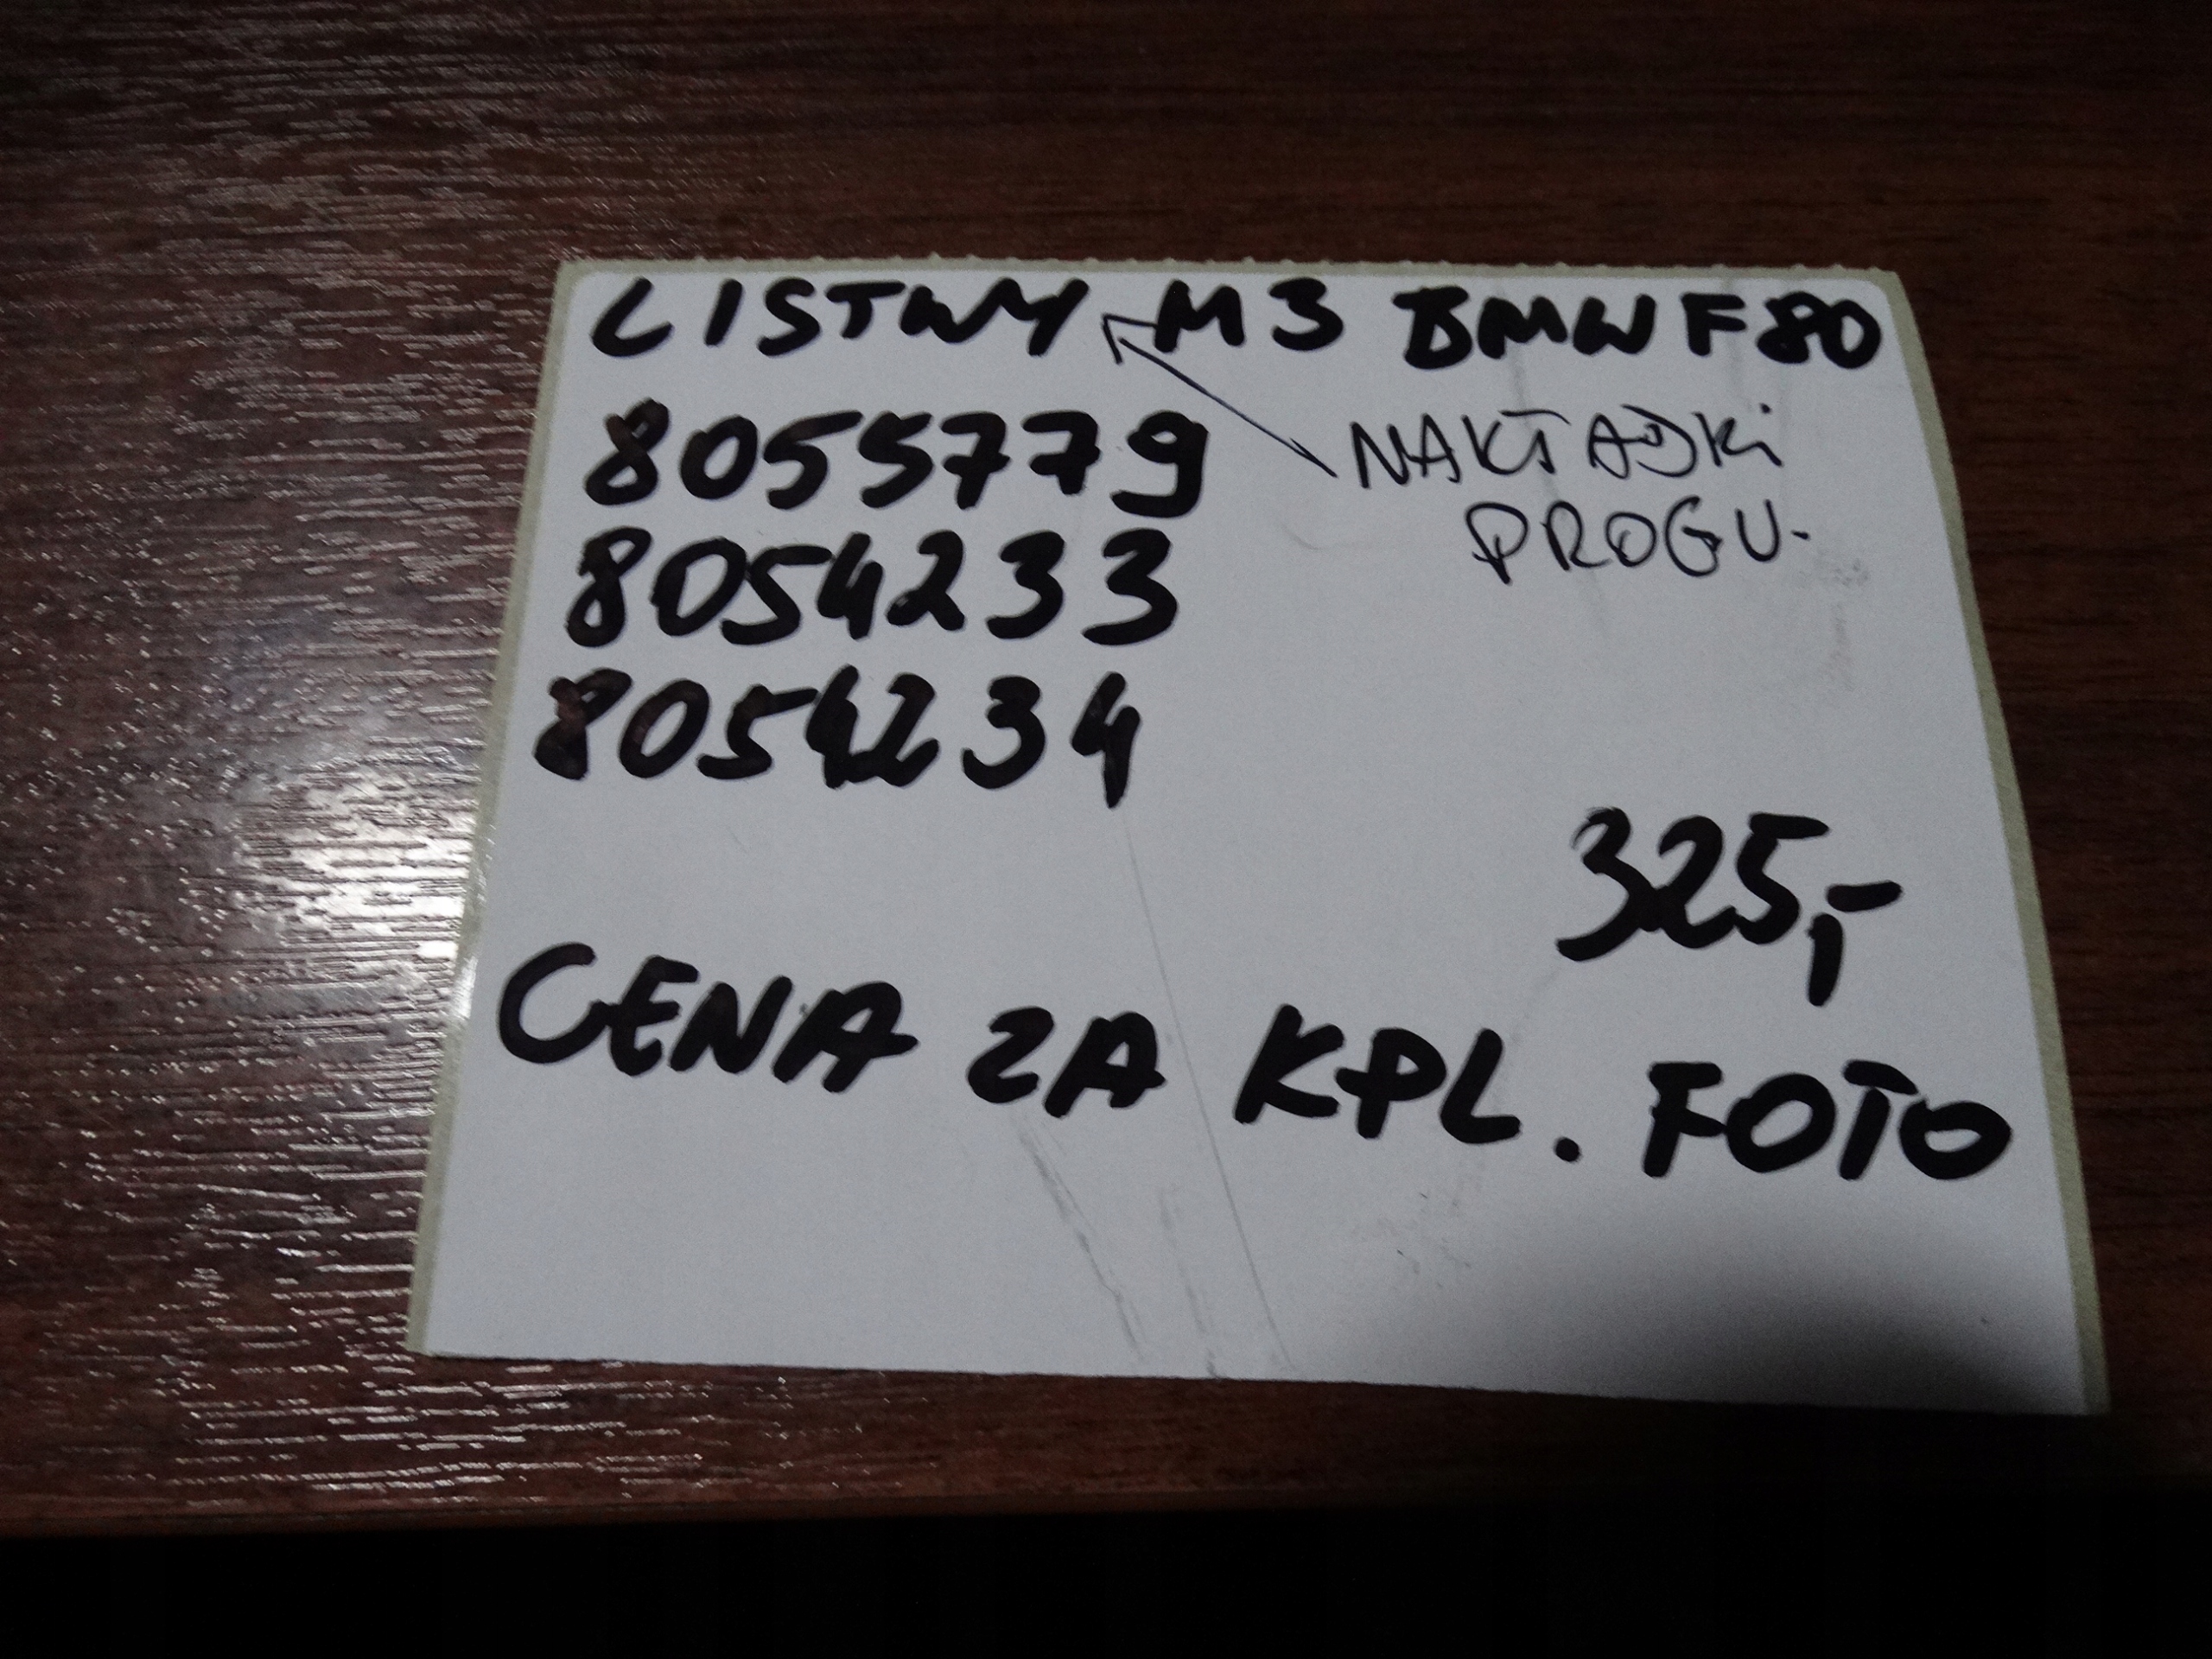 LISTWY M3 BMW F80
NAKŁADKi
PROGU.
8055779
8054233
8054234
325,-
CENA ZA KPL. FOTO